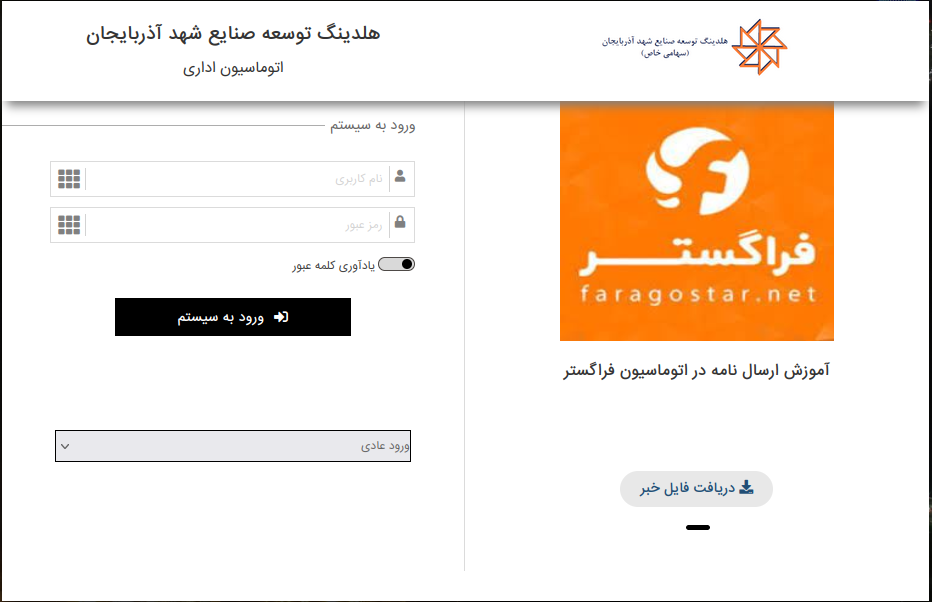 هلدینگ توسعه صنایع شهد آذربایجان
(سهامی خاص)
هلدینگ توسعه صنایع شهد آذربایجان
اتوماسیون اداری
فراگستر
faragostar.net
آموزش ارسال نامه در اتوماسیون فراگستر
دریافت فایل خبر
ورود به سیستم
نام کاربری
رمز عبور
یادآوری کلمه عبور
ورود به سیستم
ورود عادی